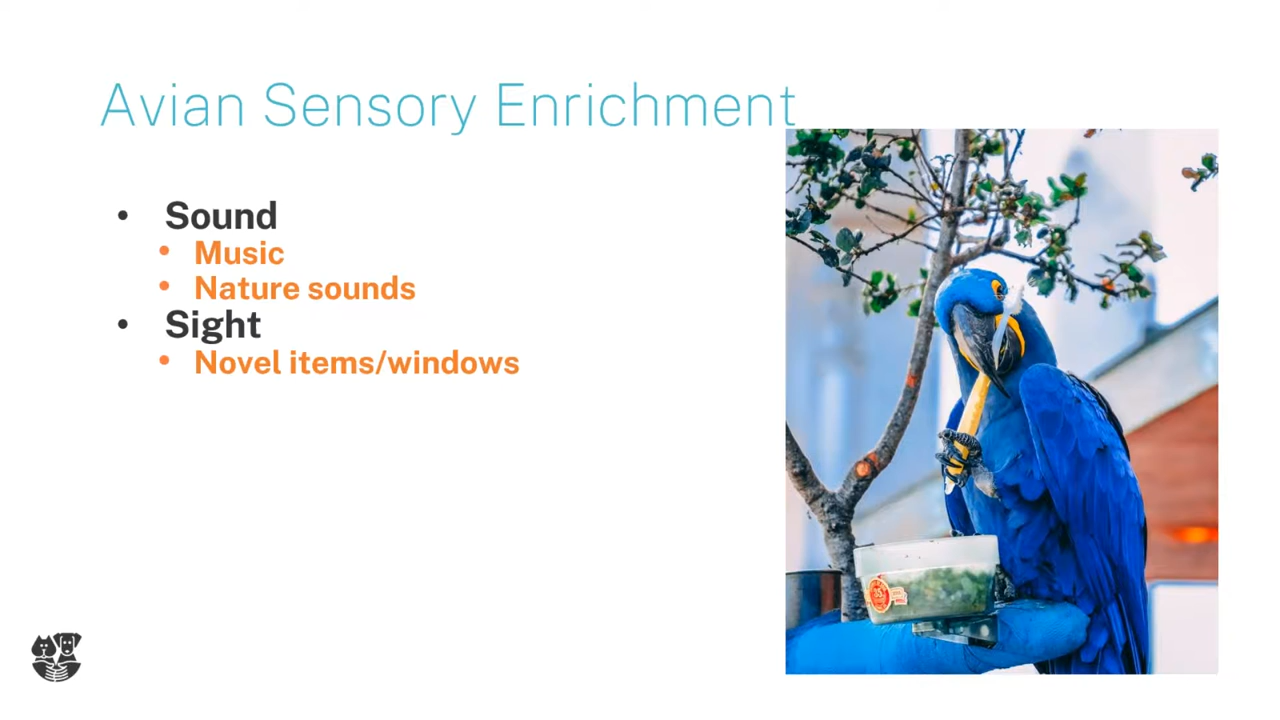 Avian Sensory Enrichment
• Sound
• Music
• Nature sounds
• Sight
• Novel items/windows